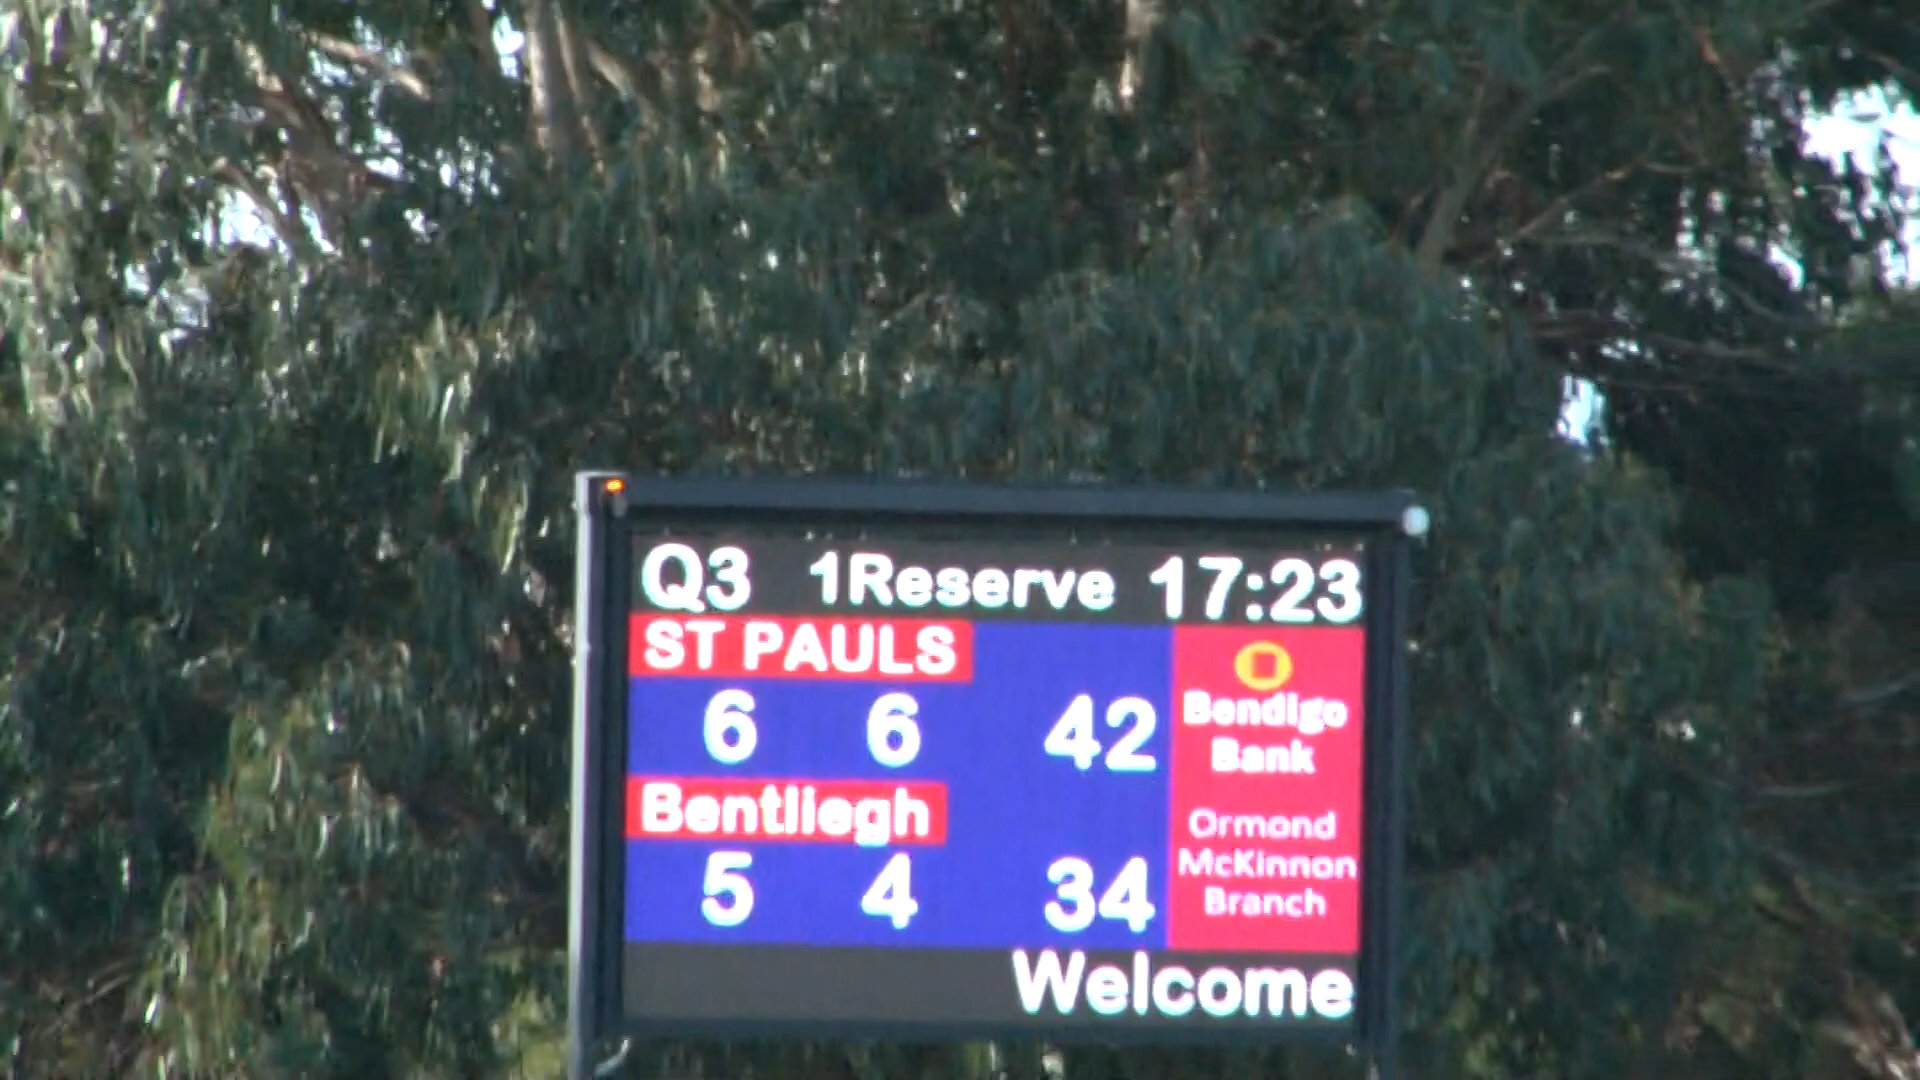 Q3 1Reserve 17:23
ST PAULS
6 6 42
Bentliegh
5 4 34
Bendigo
Bank
Ormond
McKinnon
Branch
Welcome